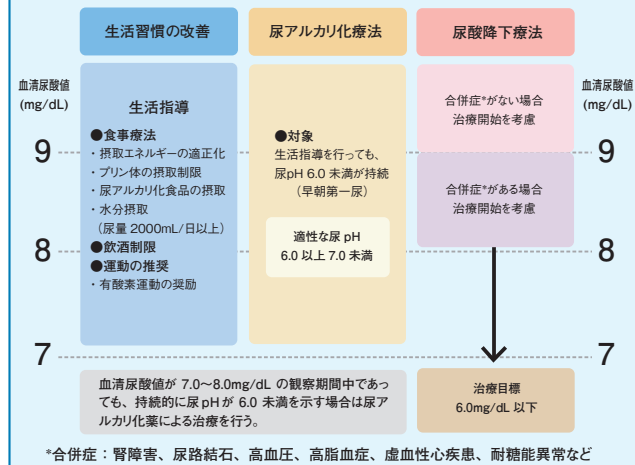 生活習慣の改善
尿アルカリ化療法
尿酸降下療法
血清尿酸値
(mg/dL)
9
8
7
生活指導
●食事療法
・摂取エネルギーの適正化
・プリン体の摂取制限
・尿アルカリ化食品の摂取
・水分摂取
(尿量 2000mL/日以上)
●飲酒制限
●運動の推奨
・有酸素運動の奨励
●対象
生活指導を行っても、
尿pH 6.0 未満が持続
(早朝第一尿)
適性な尿 pH
6.0 以上 7.0 未満
合併症*がない場合
治療開始を考慮
合併症*がある場合
治療開始を考慮
血清尿酸値
(mg/dL)
9
8
7
血清尿酸値が 7.0〜8.0mg/dL の観察期間中であっ
ても、持続的に尿 pH が 6.0 未満を示す場合は尿ア
ルカリ化薬による治療を行う。
治療目標
6.0mg/dL 以下
*合併症：腎障害、尿路結石、高血圧、高脂血症、虚血性心疾患、耐糖能異常など